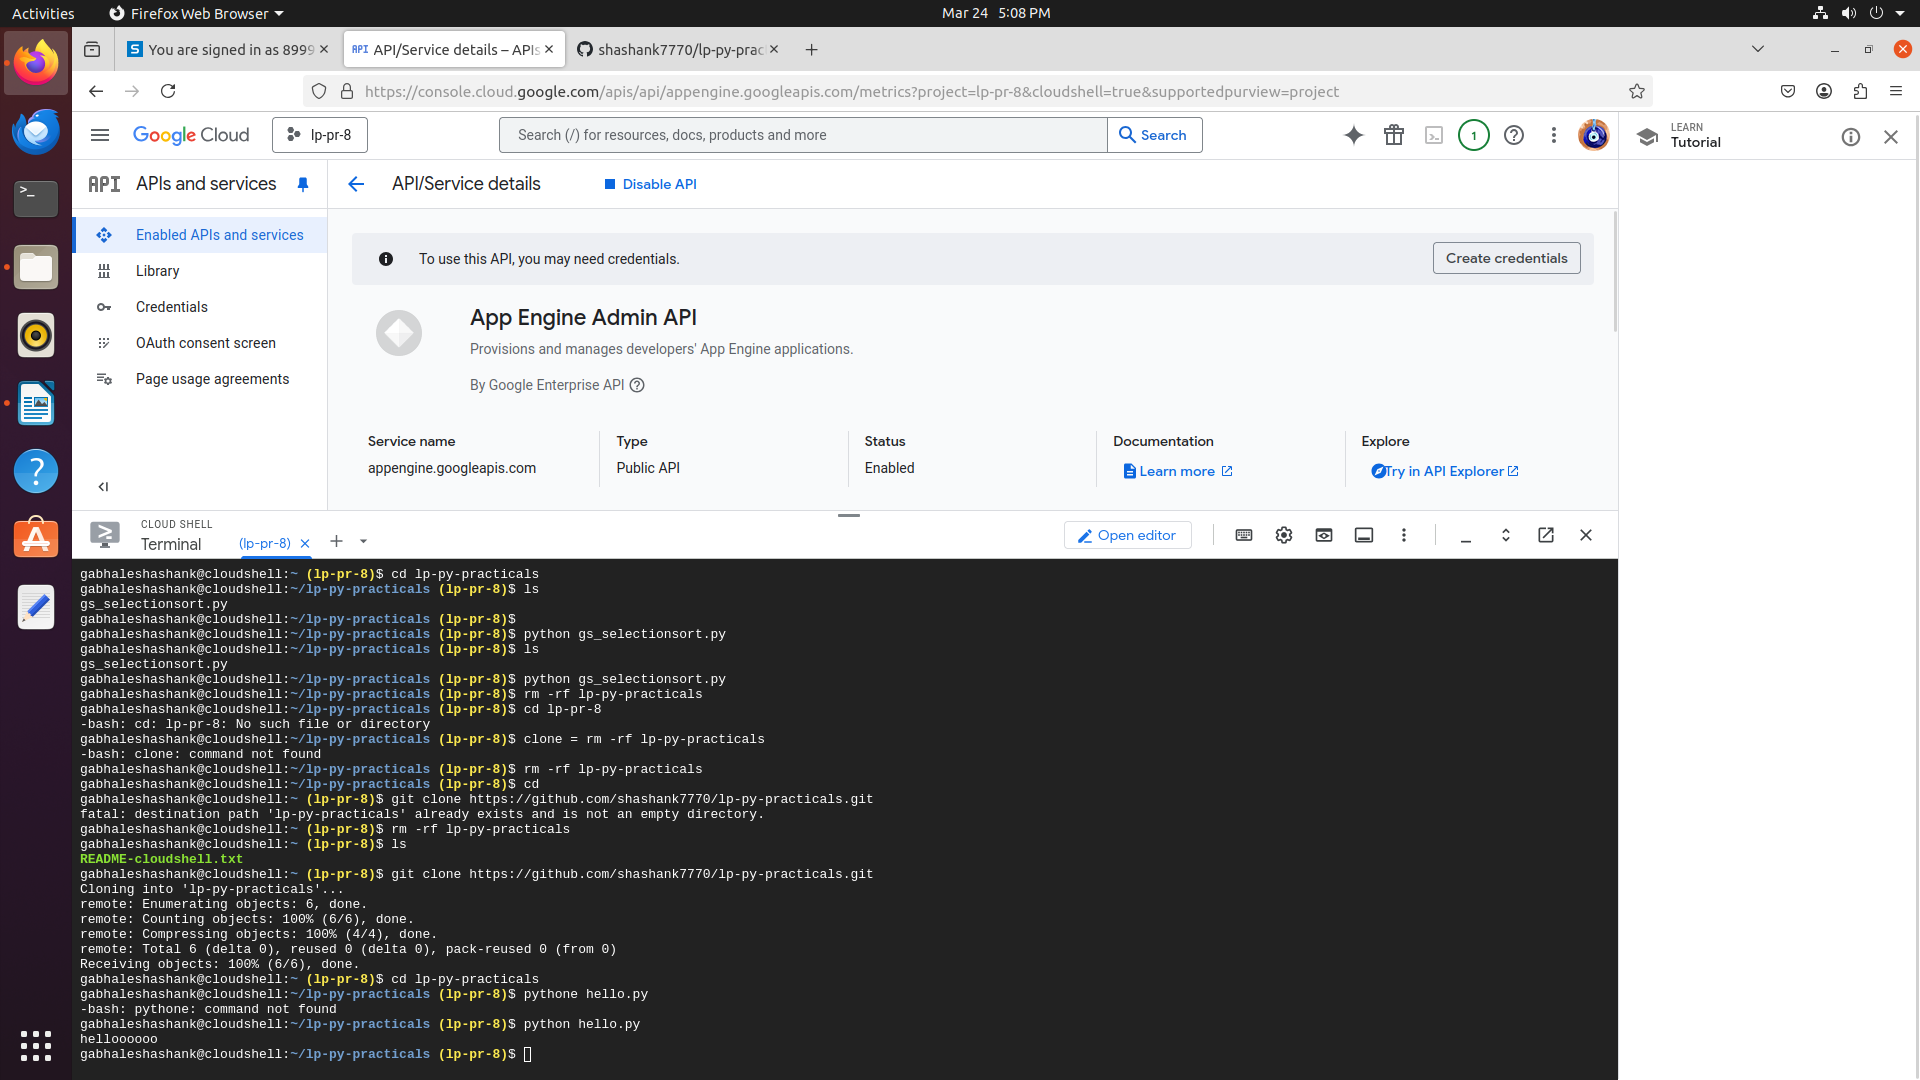 Activities
Firefox Web Browser
Mar 24 5:08 PM
You are signed in as 8999
API API/Service details – APIs
shashank7770/lp-py-prac
https://console.cloud.google.com/apis/api/appengine.googleapis.com/metrics?project=lp-pr-8&cloudshell=true&supportedpurview=project
Google Cloud
lp-pr-8
Search (/) for resources, docs, products and more
Search
1
LEARN
Tutorial
API APIs and services
API/Service details
Disable API
Enabled APIs and services
Library
Credentials
OAuth consent screen
Page usage agreements
To use this API, you may need credentials.
Create credentials
App Engine Admin API
Provisions and manages developers' App Engine applications.
By Google Enterprise API
Service name
appengine.googleapis.com
Type
Public API
Status
Enabled
Documentation
Learn more
Explore
Try in API Explorer
CLOUD SHELL
Terminal
(lp-pr-8)
Open editor
gabhaleshashank@cloudshell:~ (lp-pr-8)$ cd lp-py-practicals
gabhaleshashank@cloudshell:~/lp-py-practicals (lp-pr-8)$ ls
gs_selectionsort.py
gabhaleshashank@cloudshell:~/lp-py-practicals (lp-pr-8)$
gabhaleshashank@cloudshell:~/lp-py-practicals (lp-pr-8)$ python gs_selectionsort.py
gabhaleshashank@cloudshell:~/lp-py-practicals (lp-pr-8)$ ls
gs_selectionsort.py
gabhaleshashank@cloudshell:~/lp-py-practicals (lp-pr-8)$ python gs_selectionsort.py
gabhaleshashank@cloudshell:~/lp-py-practicals (lp-pr-8)$ rm -rf lp-py-practicals
gabhaleshashank@cloudshell:~/lp-py-practicals (lp-pr-8)$ cd lp-pr-8
-bash: cd: lp-pr-8: No such file or directory
gabhaleshashank@cloudshell:~/lp-py-practicals (lp-pr-8)$ clone = rm -rf lp-py-practicals
-bash: clone: command not found
gabhaleshashank@cloudshell:~/lp-py-practicals (lp-pr-8)$ rm -rf lp-py-practicals
gabhaleshashank@cloudshell:~/lp-py-practicals (lp-pr-8)$ cd
gabhaleshashank@cloudshell:~ (lp-pr-8)$ git clone https://github.com/shashank7770/lp-py-practicals.git
fatal: destination path 'lp-py-practicals' already exists and is not an empty directory.
gabhaleshashank@cloudshell:~ (lp-pr-8)$ rm -rf lp-py-practicals
gabhaleshashank@cloudshell:~ (lp-pr-8)$ ls
README-cloudshell.txt
gabhaleshashank@cloudshell:~ (lp-pr-8)$ git clone https://github.com/shashank7770/lp-py-practicals.git
Cloning into 'lp-py-practicals'...
remote: Enumerating objects: 6, done.
remote: Counting objects: 100% (6/6), done.
remote: Compressing objects: 100% (4/4), done.
remote: Total 6 (delta 0), reused 0 (delta 0), pack-reused 0 (from 0)
Receiving objects: 100% (6/6), done.
gabhaleshashank@cloudshell:~ (lp-pr-8)$ cd lp-py-practicals
gabhaleshashank@cloudshell:~/lp-py-practicals (lp-pr-8)$ pythone hello.py
-bash: pythone: command not found
gabhaleshashank@cloudshell:~/lp-py-practicals (lp-pr-8)$ python hello.py
helloooooo
gabhaleshashank@cloudshell:~/lp-py-practicals (lp-pr-8)$